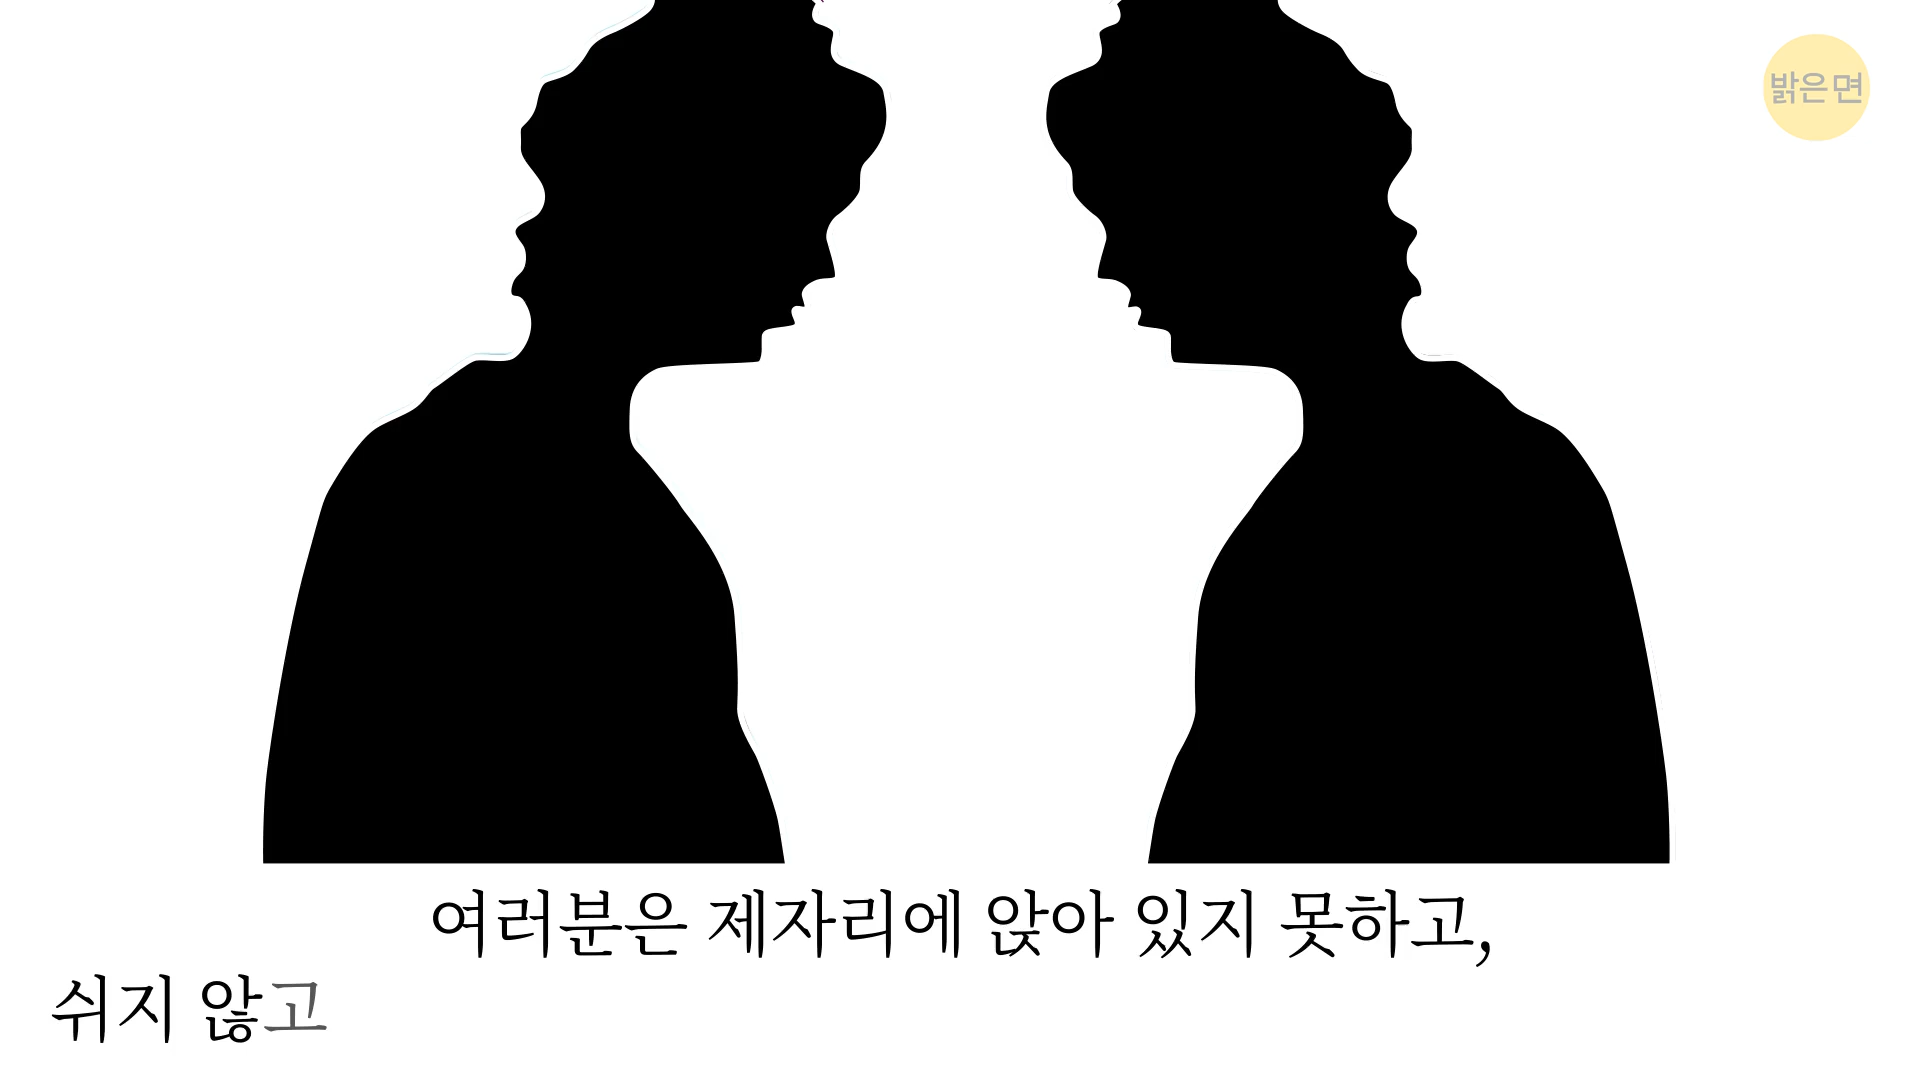 밝은면
여러분은 제자리에 앉아 있지 못하고,
쉬지 않고